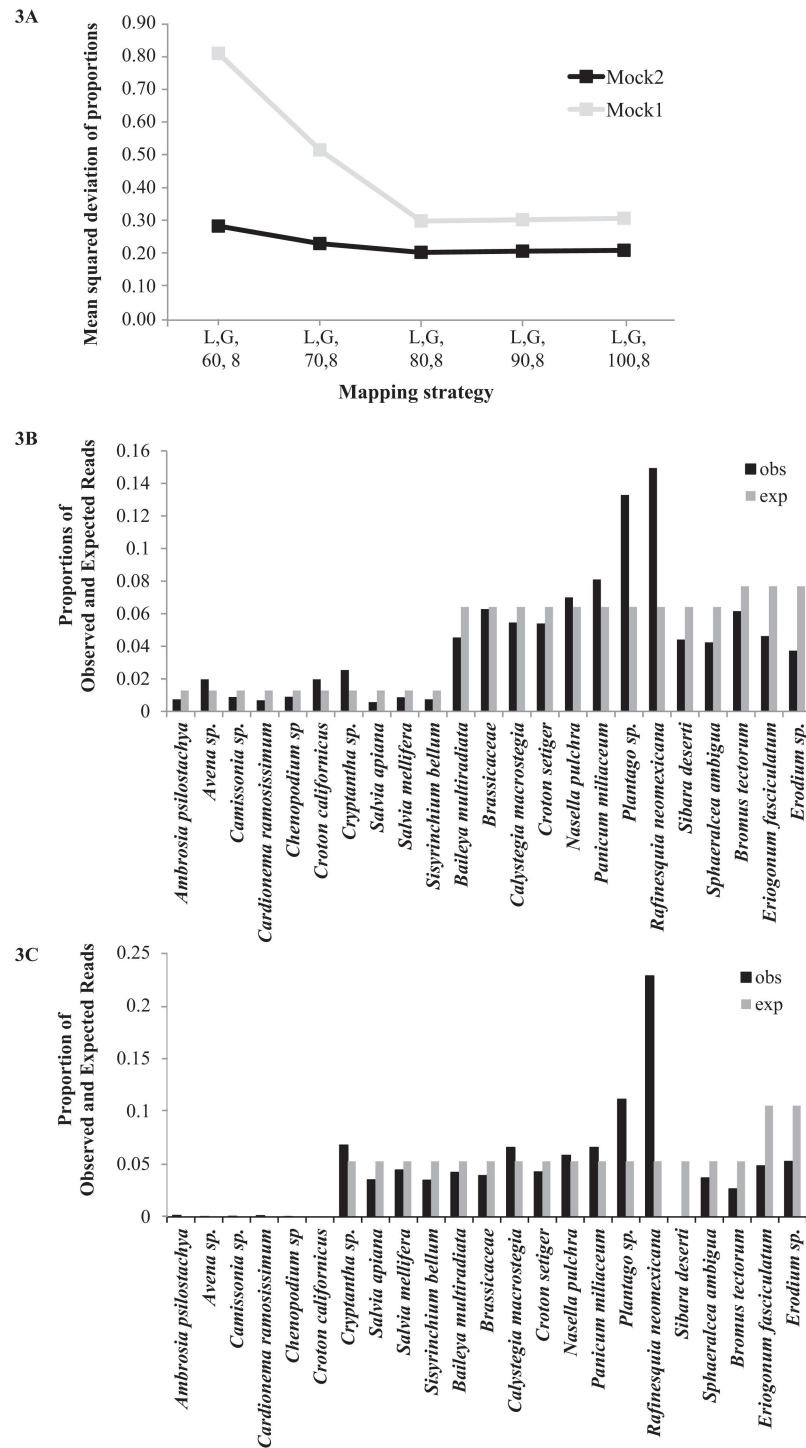 3A
Mean squared deviation of proportions
0.90
0.80
0.70
0.60
0.50
0.40
0.30
0.20
0.10
0.00
Mock2
Mock1
L,G,
60, 8
L,G,
70,8
L,G,
80,8
L,G,
90,8
L,G,
100,8
Mapping strategy
3B
Proportions of
Observed and Expected Reads
0.16
0.14
0.12
0.1
0.08
0.06
0.04
0.02
0
obs
exp
Ambrosia psilostachya
Avena sp.
Camissonia sp.
Cardionema ramosissimum
Chenopodium sp
Croton californicus
Cryptantha sp.
Salvia apiana
Salvia mellifera
Sisyrinchium bellum
Baileya multiradiata
Brassicaceae
Calystegia macrostegia
Croton setiger
Nasella pulchra
Panicum miliaceum
Plantago sp.
Rafinesquia neomexicana
Sibara deserti
Sphaeralcea ambigua
Bromus tectorum
Eriogonum fasciculatum
Erodium sp.
3C
Proportion of
Observed and Expected Reads
0.25
0.2
0.15
0.1
0.05
0
obs
exp
Ambrosia psilostachya
Avena sp.
Camissonia sp.
Cardionema ramosissimum
Chenopodium sp
Croton californicus
Cryptantha sp.
Salvia apiana
Salvia mellifera
Sisyrinchium bellum
Baileya multiradiata
Brassicaceae
Calystegia macrostegia
Croton setiger
Nasella pulchra
Panicum miliaceum
Plantago sp.
Rafinesquia neomexicana
Sibara deserti
Sphaeralcea ambigua
Bromus tectorum
Eriogonum fasciculatum
Erodium sp.